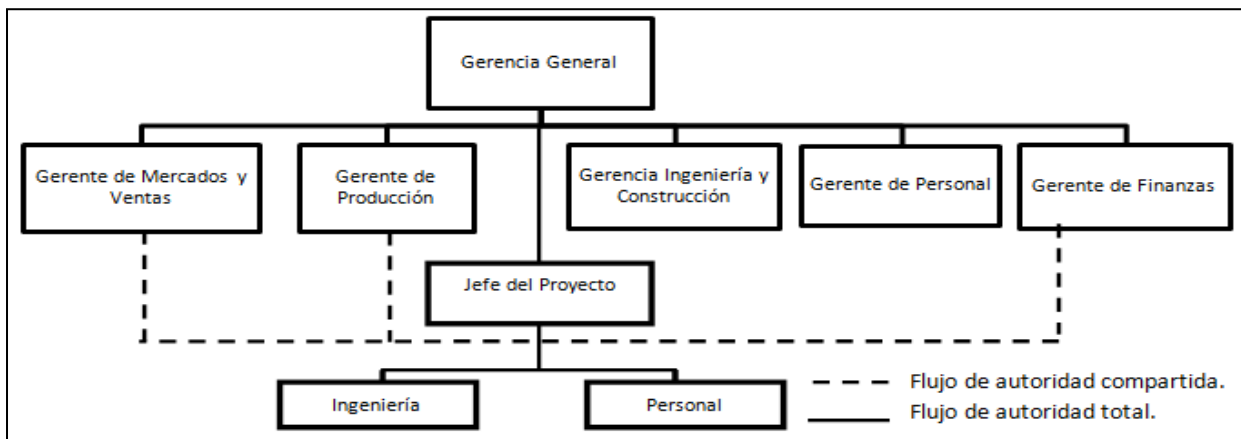 Gerencia General
Gerente de Mercados y
Ventas
Gerente de
Producción
Gerencia Ingeniería y
Construcción
Gerente de Personal
Gerente de Finanzas
Jefe del Proyecto
Ingeniería
Personal
Flujo de autoridad compartida.
Flujo de autoridad total.